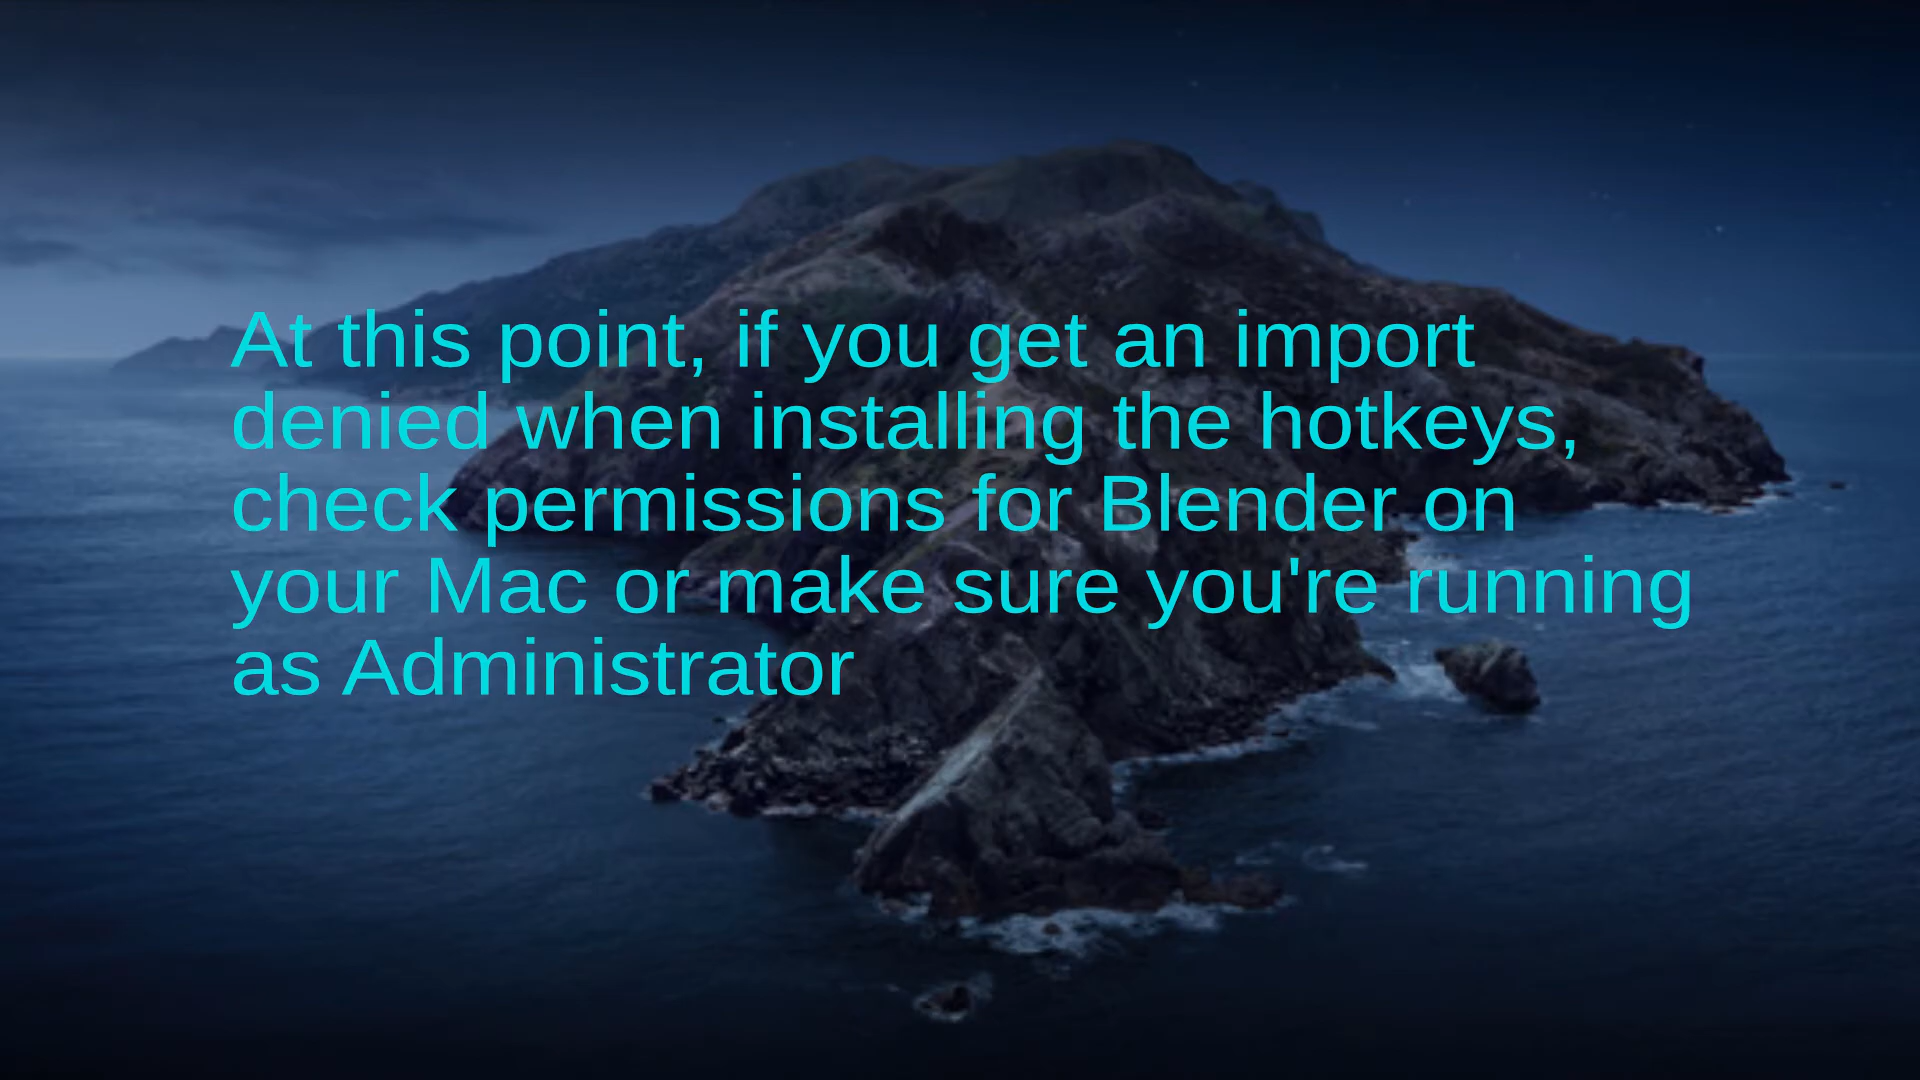 At this point, if you get an import
denied when installing the hotkeys,
check permissions for Blender on
your Mac or make sure you're running
as Administrator